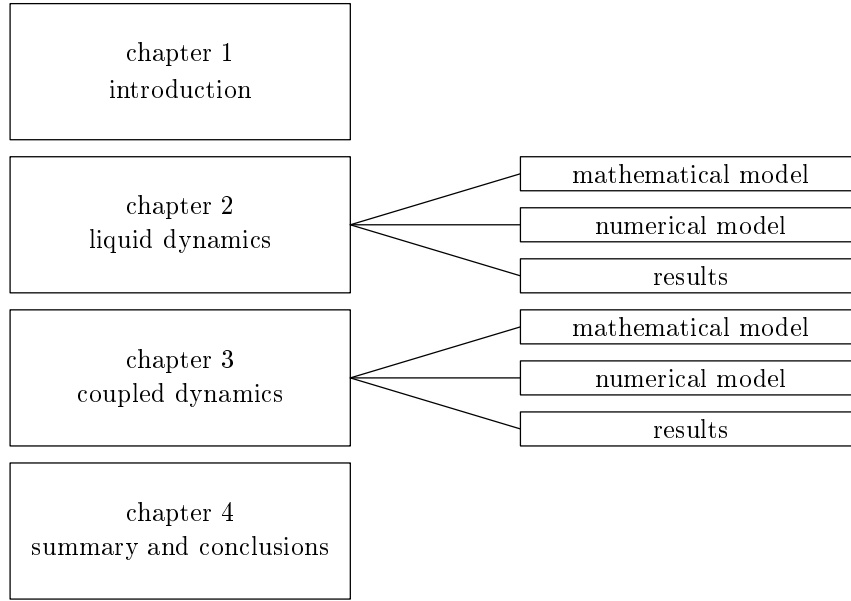 chapter 1
introduction
chapter 2
liquid dynamics
mathematical model
numerical model
results
chapter 3
coupled dynamics
mathematical model
numerical model
results
chapter 4
summary and conclusions